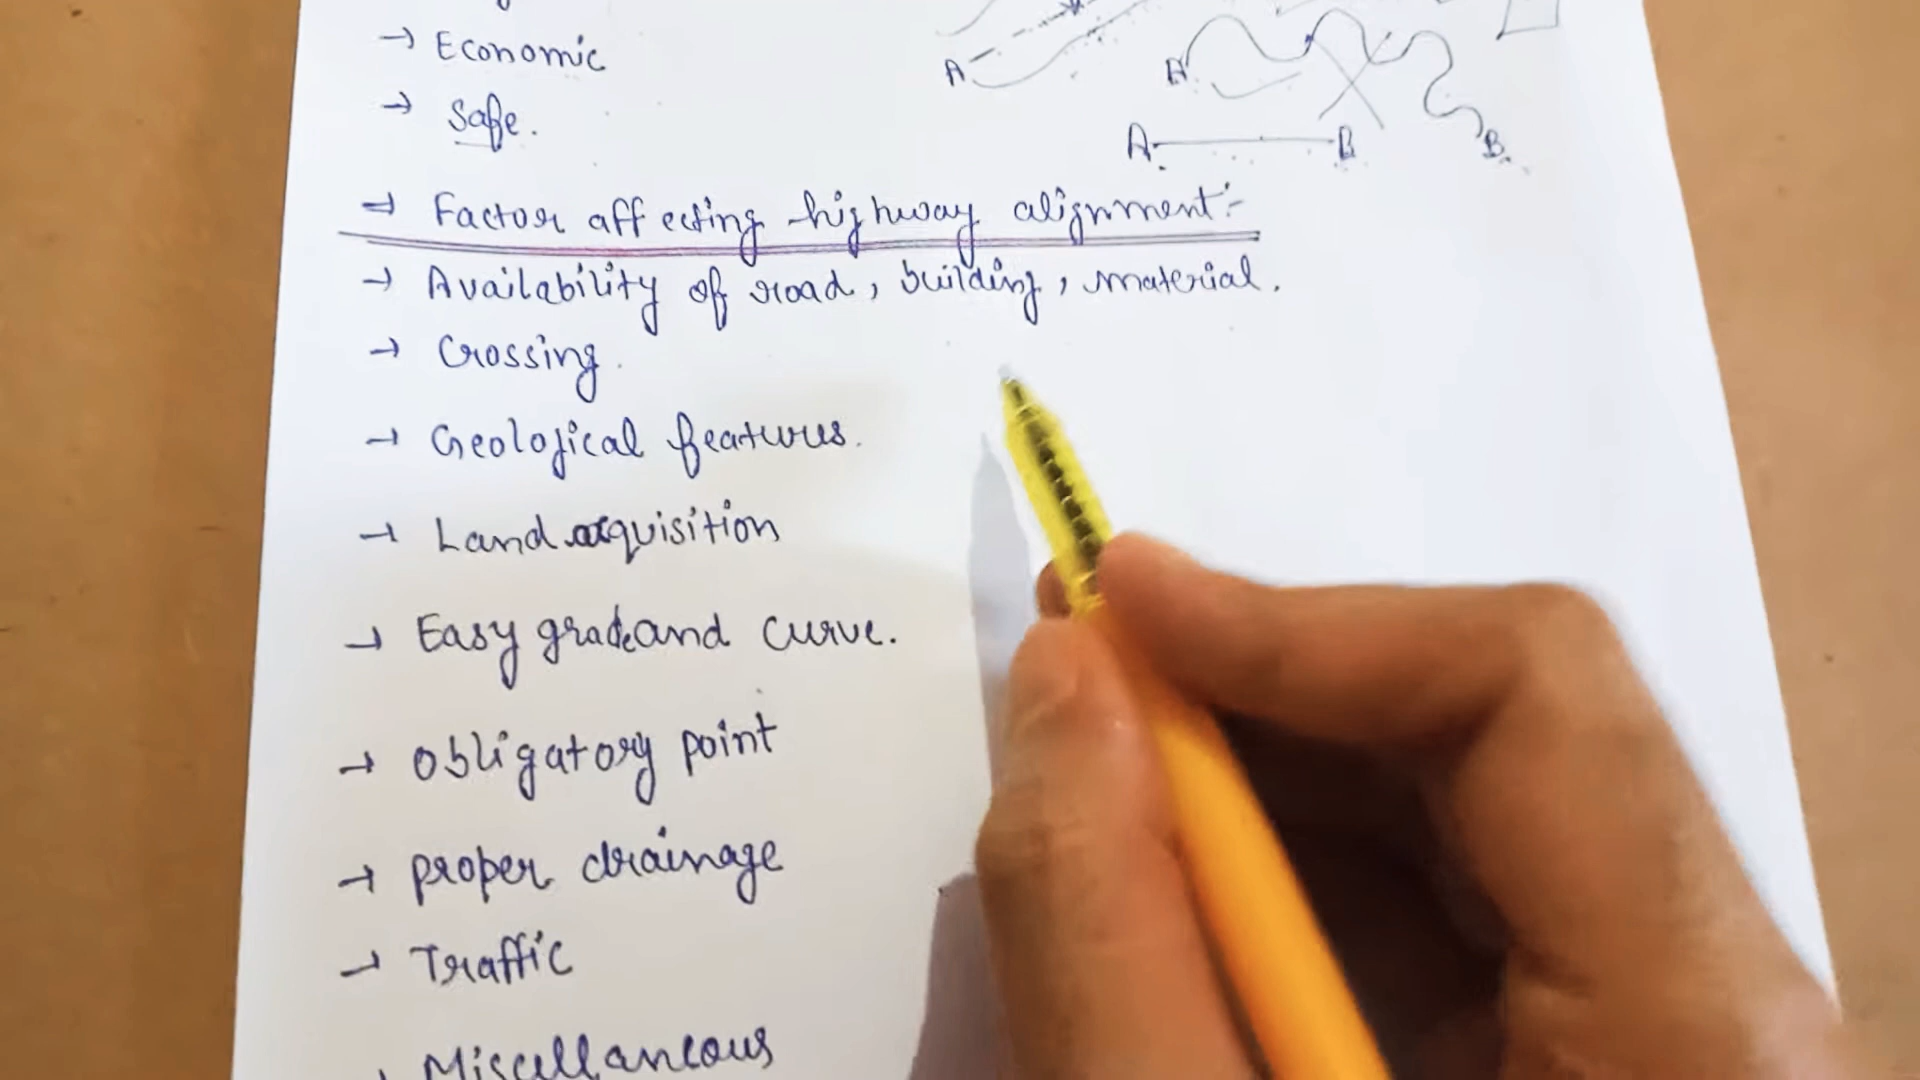 → Economic
→ Safe.
A
A
B
A B
→ Factor affecting highway alignment:-
→ Availability of road, building, material.
→ Crossing.
→ Geological features.
→ Land acquisition
→ Easy grade and curve.
→ Obligatory point
→ proper drainage
→ Traffic
→ Miscellaneous